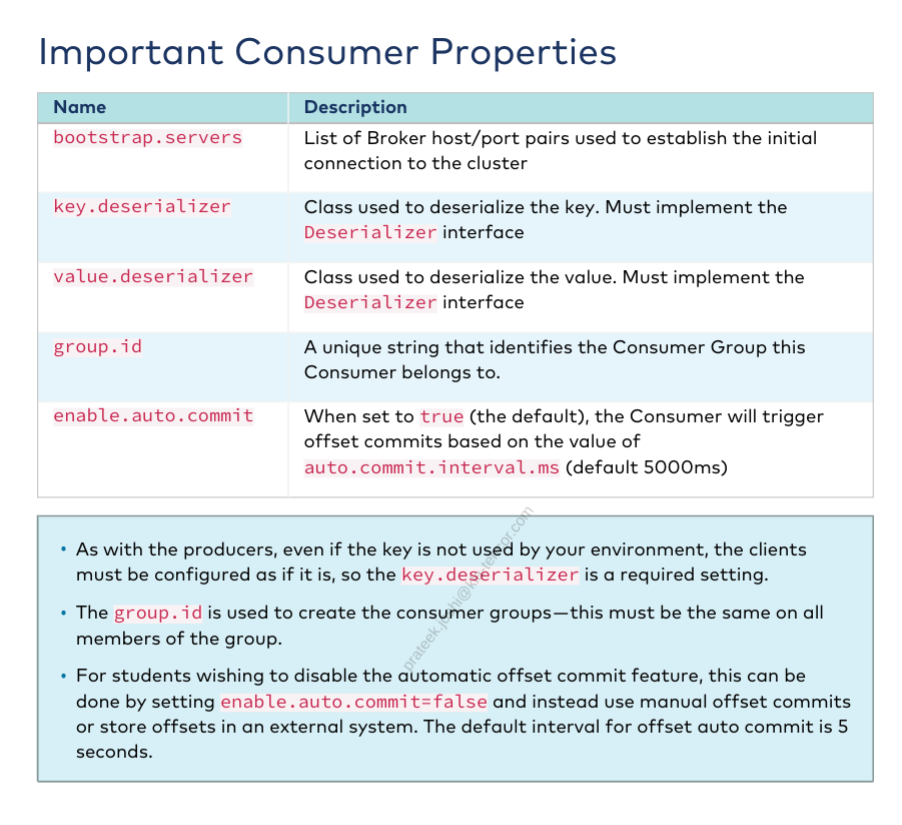 Important Consumer Properties
Name Description
bootstrap.servers List of Broker host/port pairs used to establish the initial
connection to the cluster
key.deserializer Class used to deserialize the key. Must implement the
Deserializer interface
value.deserializer Class used to deserialize the value. Must implement the
Deserializer interface
group.id A unique string that identifies the Consumer Group this
Consumer belongs to.
enable.auto.commit When set to true (the default), the Consumer will trigger
offset commits based on the value of
auto.commit.interval.ms (default 5000ms)
• As with the producers, even if the key is not used by your environment, the clients
must be configured as if it is, so the key.deserializer is a required setting.
• The group.id is used to create the consumer groups—this must be the same on all
members of the group.
• For students wishing to disable the automatic offset commit feature, this can be
done by setting enable.auto.commit=false and instead use manual offset commits
or store offsets in an external system. The default interval for offset auto commit is 5
seconds.